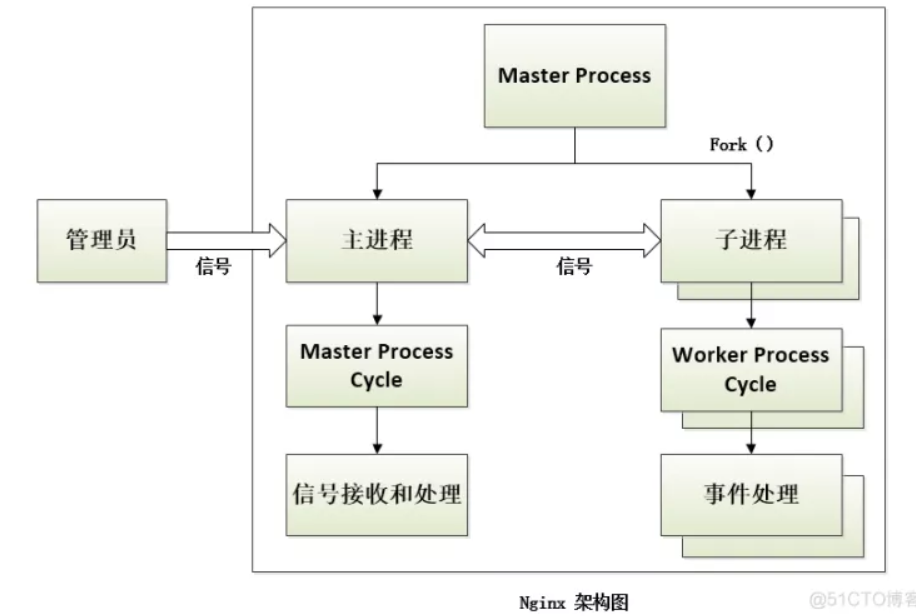 Master Process
Fork（）
管理员
信号
主进程
信号
子进程
Master Process
Cycle
Worker Process
Cycle
信号接收和处理
事件处理
Nginx 架构图
@51CTO博客